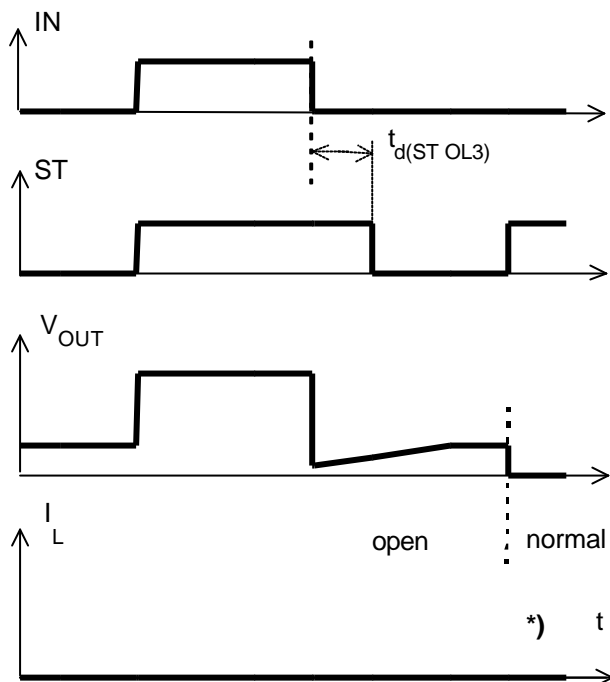 IN
t d(ST OL3)
ST
V OUT
I L
open normal
*) t